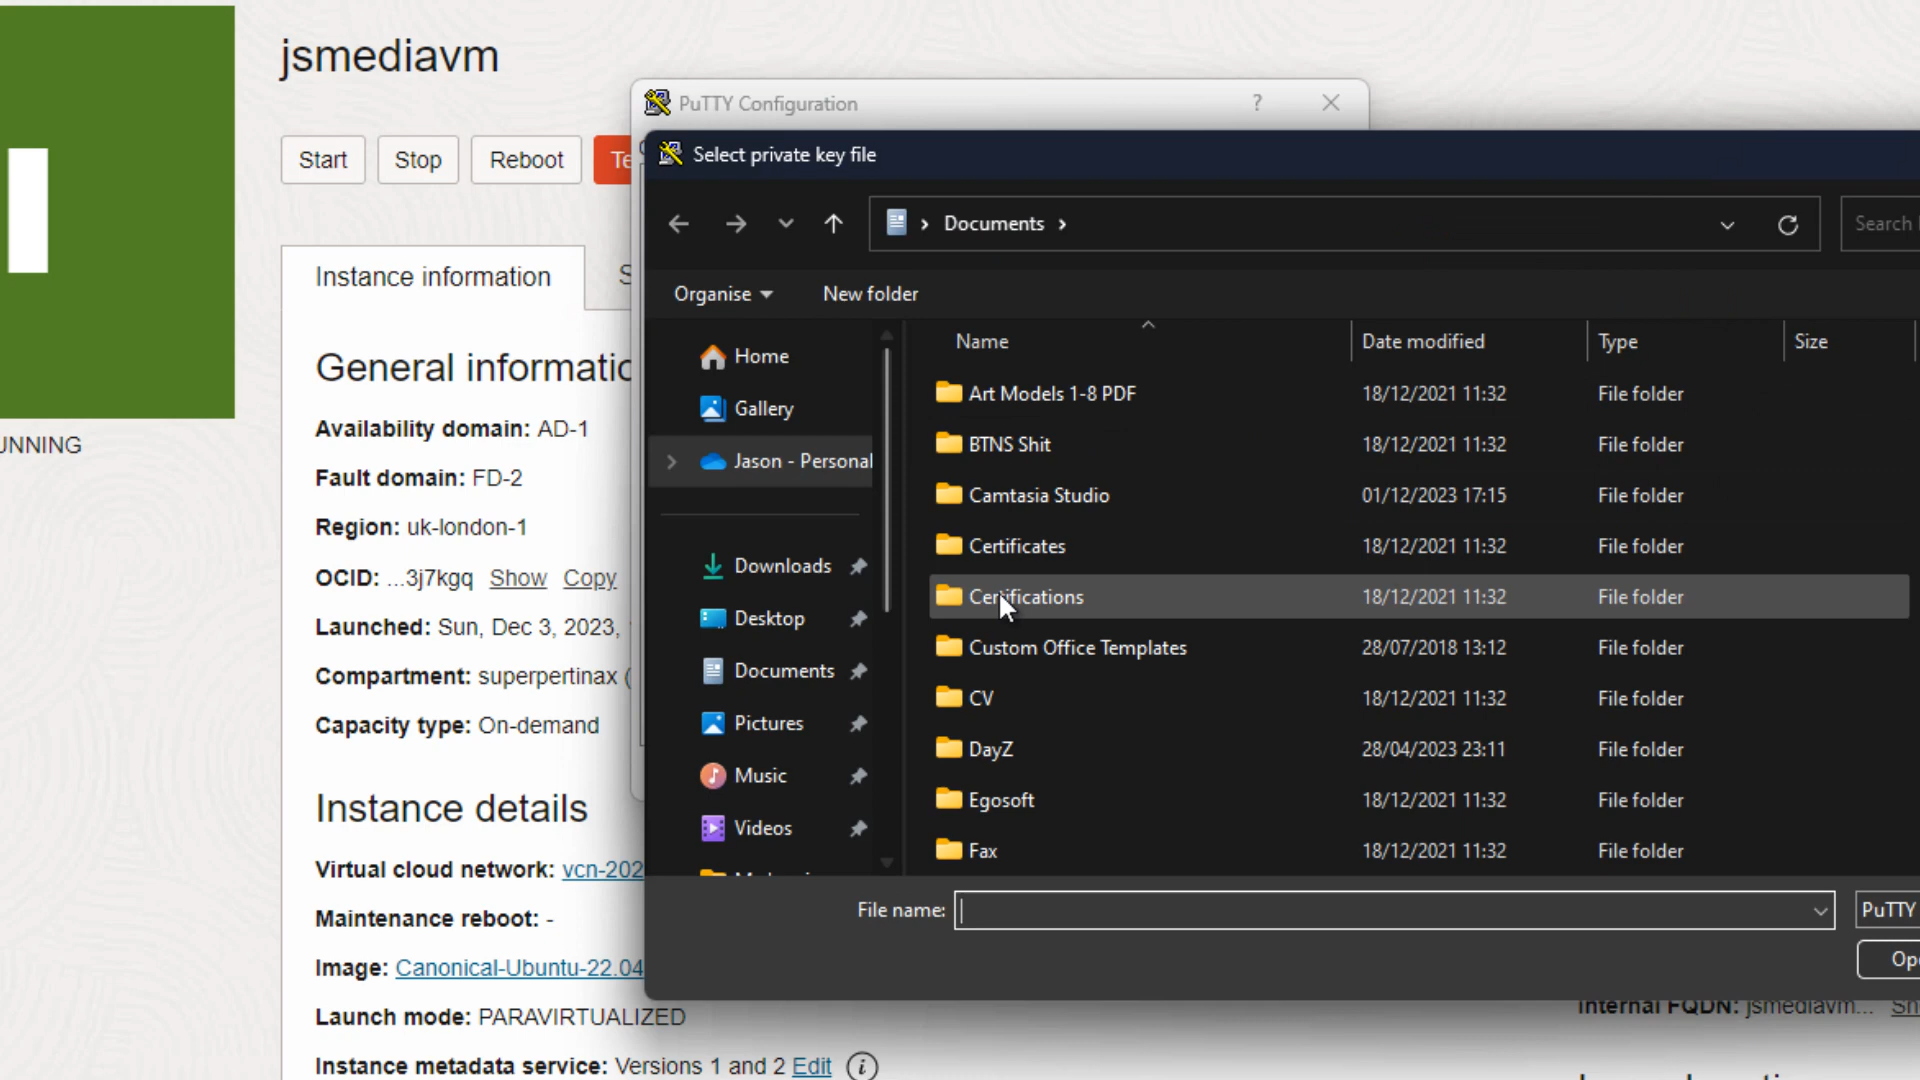 jsmediavm
PuTTY Configuration
?
Start
Stop
Reboot
Te
Select private key file
> Documents >
Search
Organise
New folder
Instance information
S
Name
Date modified
Type
Size
Home
Gallery
Jason - Personal
Downloads
Desktop
Documents
Pictures
Music
Videos
Art Models 1-8 PDF 18/12/2021 11:32 File folder
BTNS Shit 18/12/2021 11:32 File folder
Camtasia Studio 01/12/2023 17:15 File folder
Certificates 18/12/2021 11:32 File folder
Certifications 18/12/2021 11:32 File folder
Custom Office Templates 28/07/2018 13:12 File folder
CV 18/12/2021 11:32 File folder
DayZ 28/04/2023 23:11 File folder
Egosoft 18/12/2021 11:32 File folder
Fax 18/12/2021 11:32 File folder
File name:
PuTTY
Ope
UNNING
General informatio
Availability domain: AD-1
Fault domain: FD-2
Region: uk-london-1
OCID: ...3j7kgq Show Copy
Launched: Sun, Dec 3, 2023,
Compartment: superpertinax (
Capacity type: On-demand
Instance details
Virtual cloud network: vcn-202
Maintenance reboot: -
Image: Canonical-Ubuntu-22.04
Launch mode: PARAVIRTUALIZED
Instance metadata service: Versions 1 and 2 Edit
Internal FQDN: jsmediavm... Sh